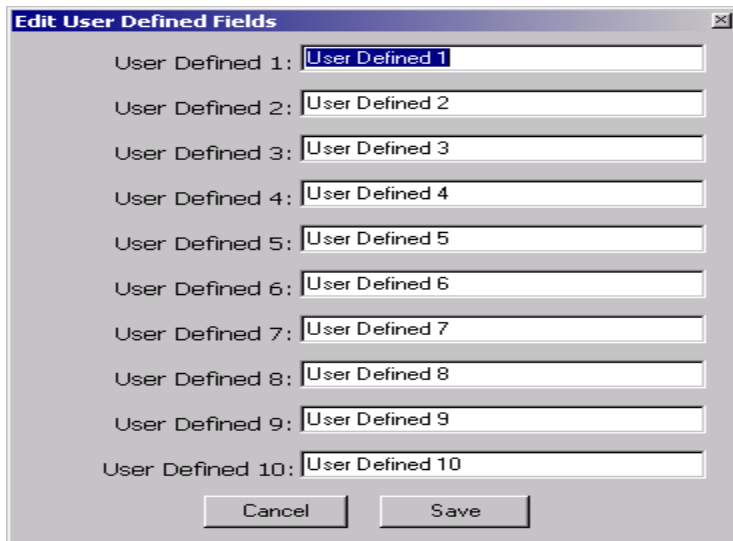 Edit User Defined Fields
User Defined 1: User Defined 1
User Defined 2: User Defined 2
User Defined 3: User Defined 3
User Defined 4: User Defined 4
User Defined 5: User Defined 5
User Defined 6: User Defined 6
User Defined 7: User Defined 7
User Defined 8: User Defined 8
User Defined 9: User Defined 9
User Defined 10: User Defined 10
Cancel Save